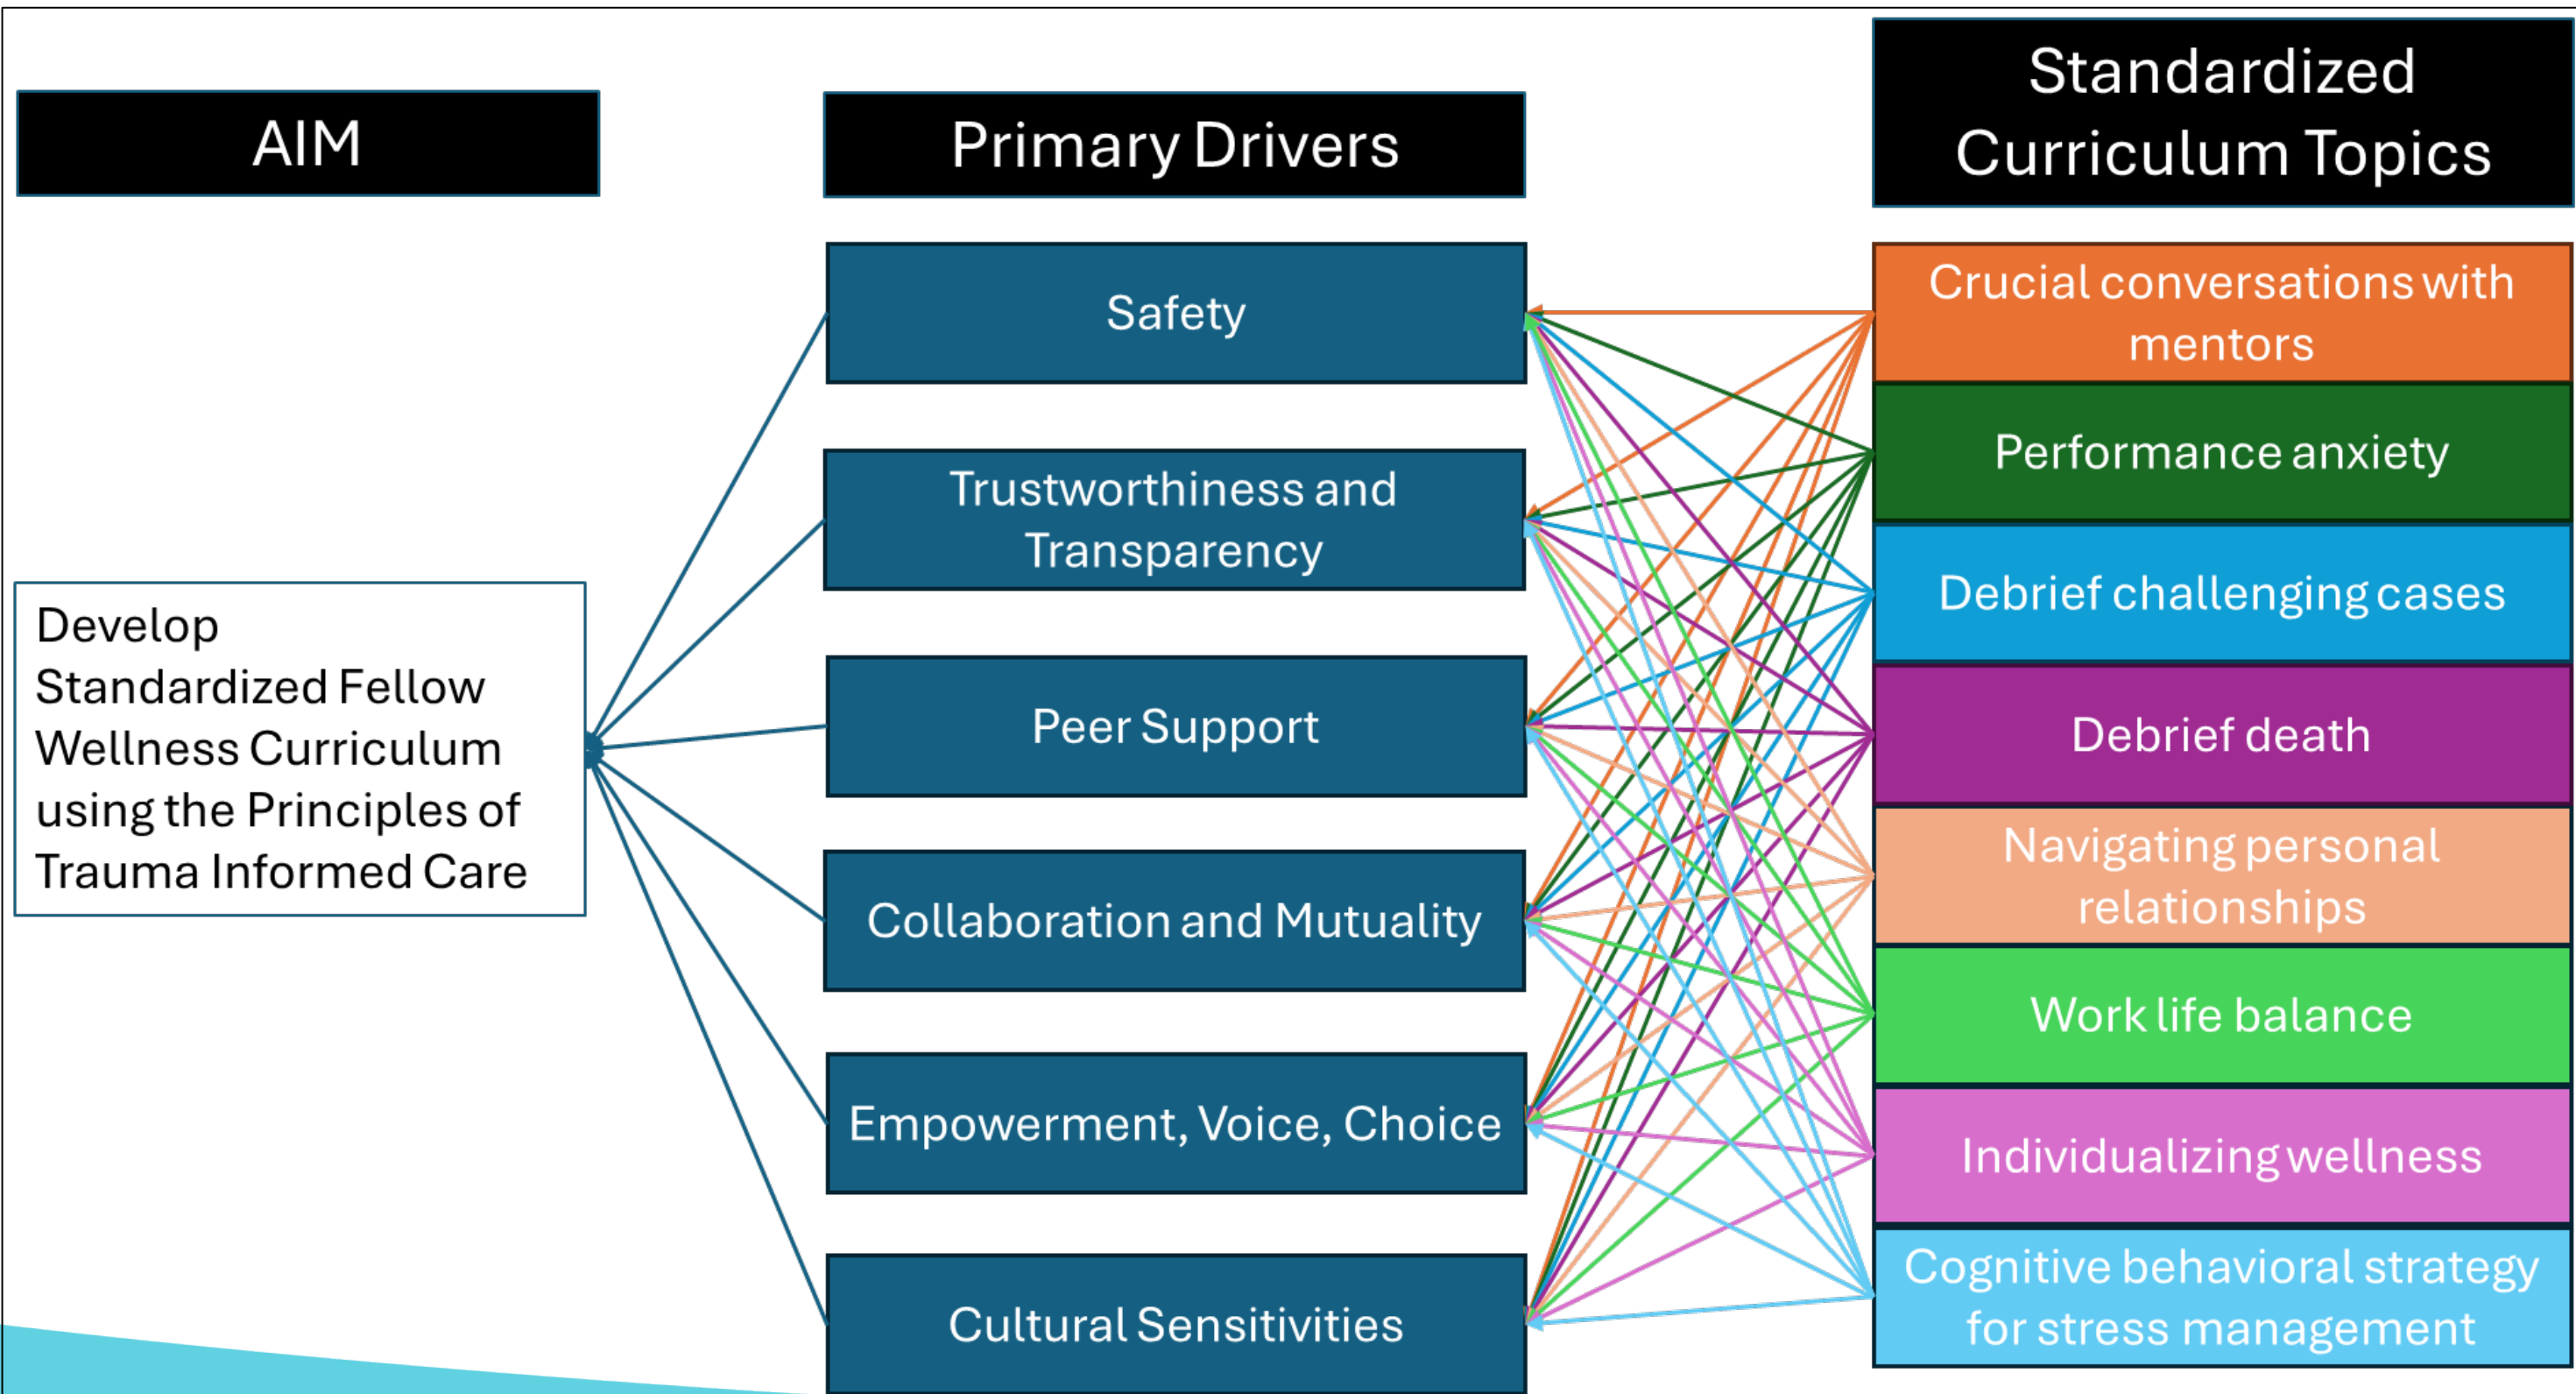 AIM
Primary Drivers
Standardized
Curriculum Topics
Develop
Standardized Fellow
Wellness Curriculum
using the Principles of
Trauma Informed Care
Safety
Trustworthiness and
Transparency
Peer Support
Collaboration and Mutuality
Empowerment, Voice, Choice
Cultural Sensitivities
Crucial conversations with
mentors
Performance anxiety
Debrief challenging cases
Debrief death
Navigating personal
relationships
Work life balance
Individualizing wellness
Cognitive behavioral strategy
for stress management